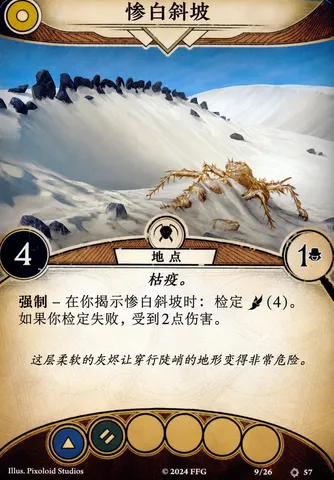 惨白斜坡
4
地点
1
枯疫。
强制 – 在你揭示惨白斜坡时：检定 (4)。
如果你检定失败，受到2点伤害。
这层柔软的灰烬让穿行陡峭的地形变得非常危险。
Illus. Pixoloid Studios
© 2024 FFG
9/26
57